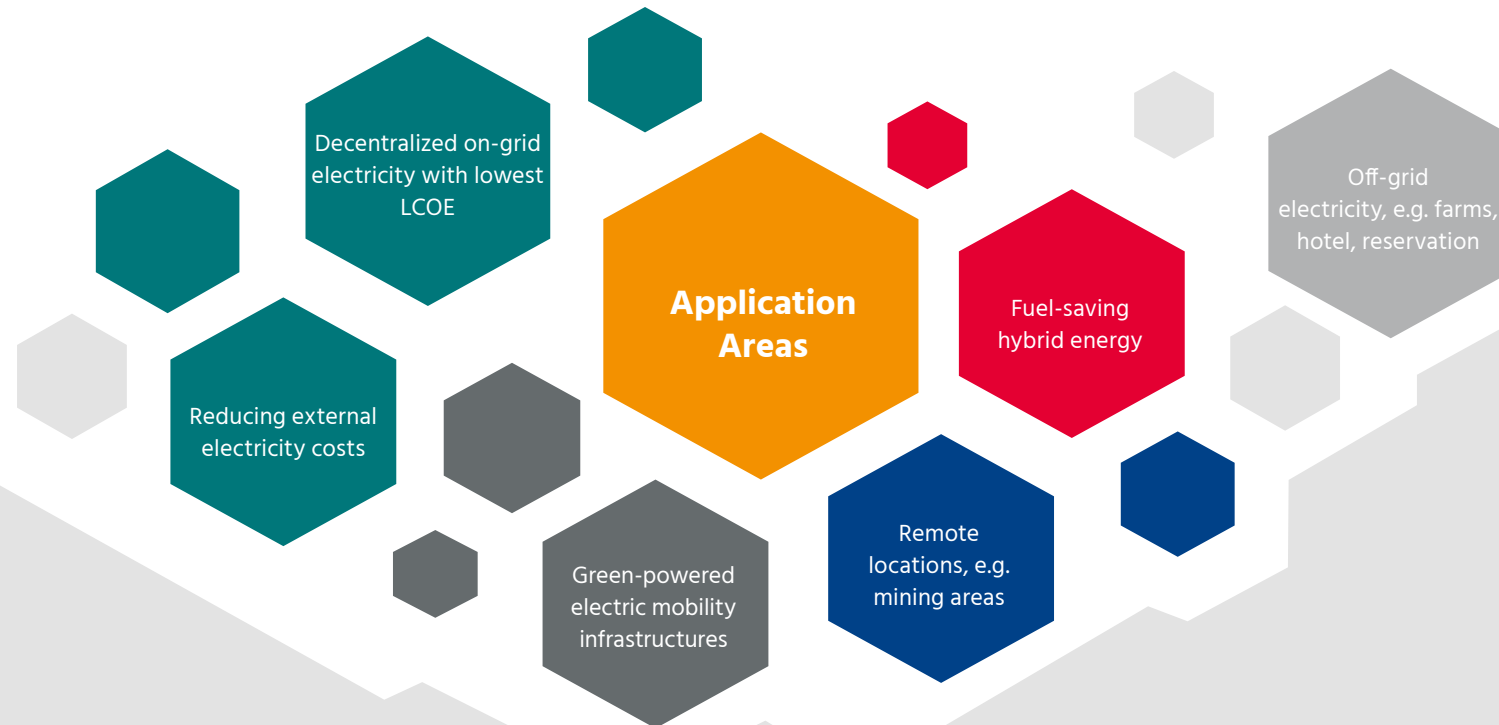 Decentralized on-grid
electricity with lowest
LCOE
Off-grid
electricity, e.g. farms,
hotel, reservation
Application
Areas
Fuel-saving
hybrid energy
Reducing external
electricity costs
Remote
locations, e.g.
mining areas
Green-powered
electric mobility
infrastructures